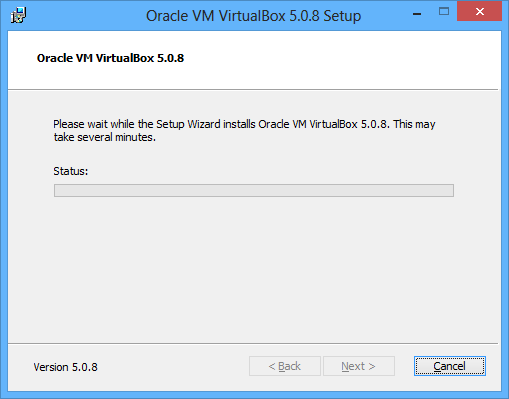 Oracle VM VirtualBox 5.0.8 Setup
Oracle VM VirtualBox 5.0.8
Please wait while the Setup Wizard installs Oracle VM VirtualBox 5.0.8. This may
take several minutes.
Status:
Version 5.0.8
< Back
Next >
Cancel